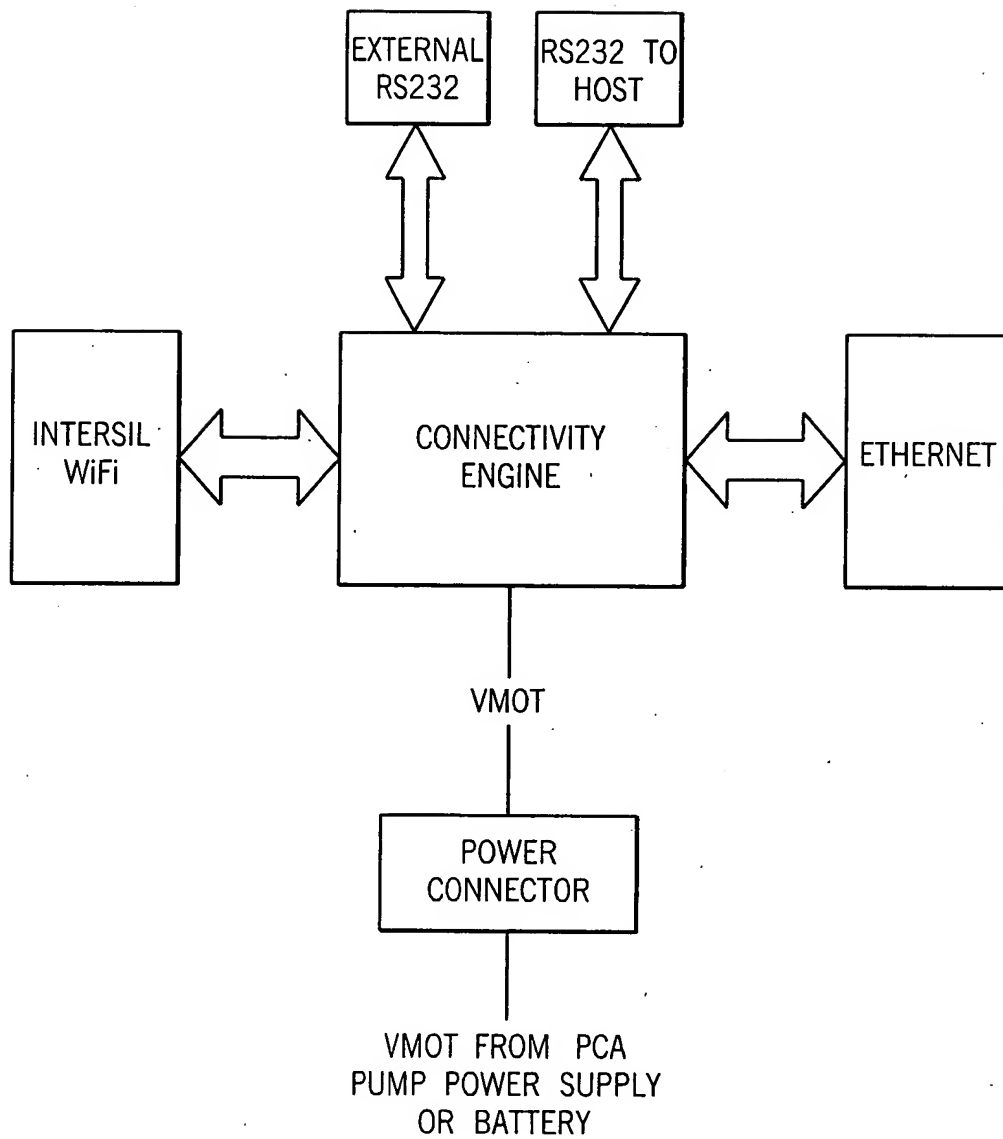 EXTERNAL
RS232
RS232 TO
HOST
INTERSIL
WiFi
CONNECTIVITY
ENGINE
ETHERNET
VMOT
POWER
CONNECTOR
VMOT FROM PCA
PUMP POWER SUPPLY
OR BATTERY